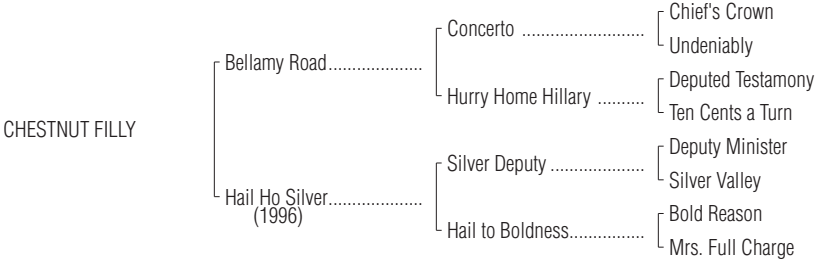 Chief's Crown
Concerto ........................
Undeniably
Bellamy Road...................
Deputed Testamony
Hurry Home Hillary ..........
Ten Cents a Turn
CHESTNUT FILLY
Deputy Minister
Silver Deputy ...................
Silver Valley
Hail Ho Silver...................
(1996)
Bold Reason
Hail to Boldness................
Mrs. Full Charge